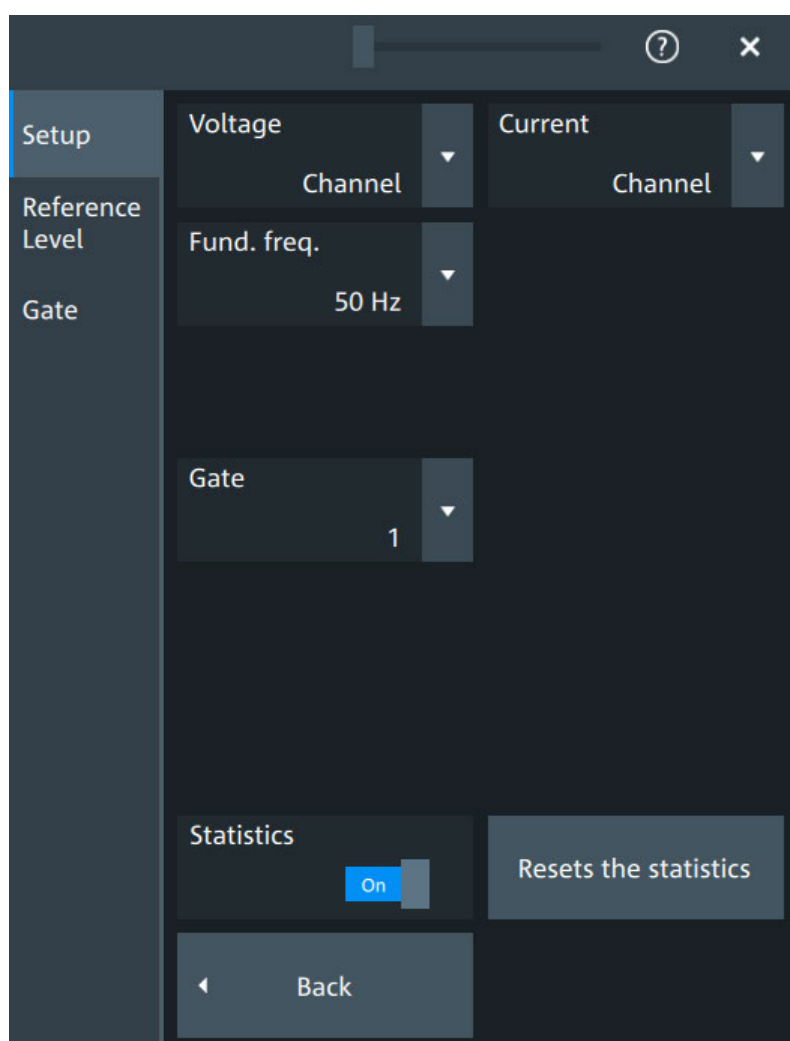 ?
Setup
Reference
Level
Gate
Voltage
Channel
Current
Channel
Fund. freq.
50 Hz
Gate
1
Statistics
On
Resets the statistics
Back